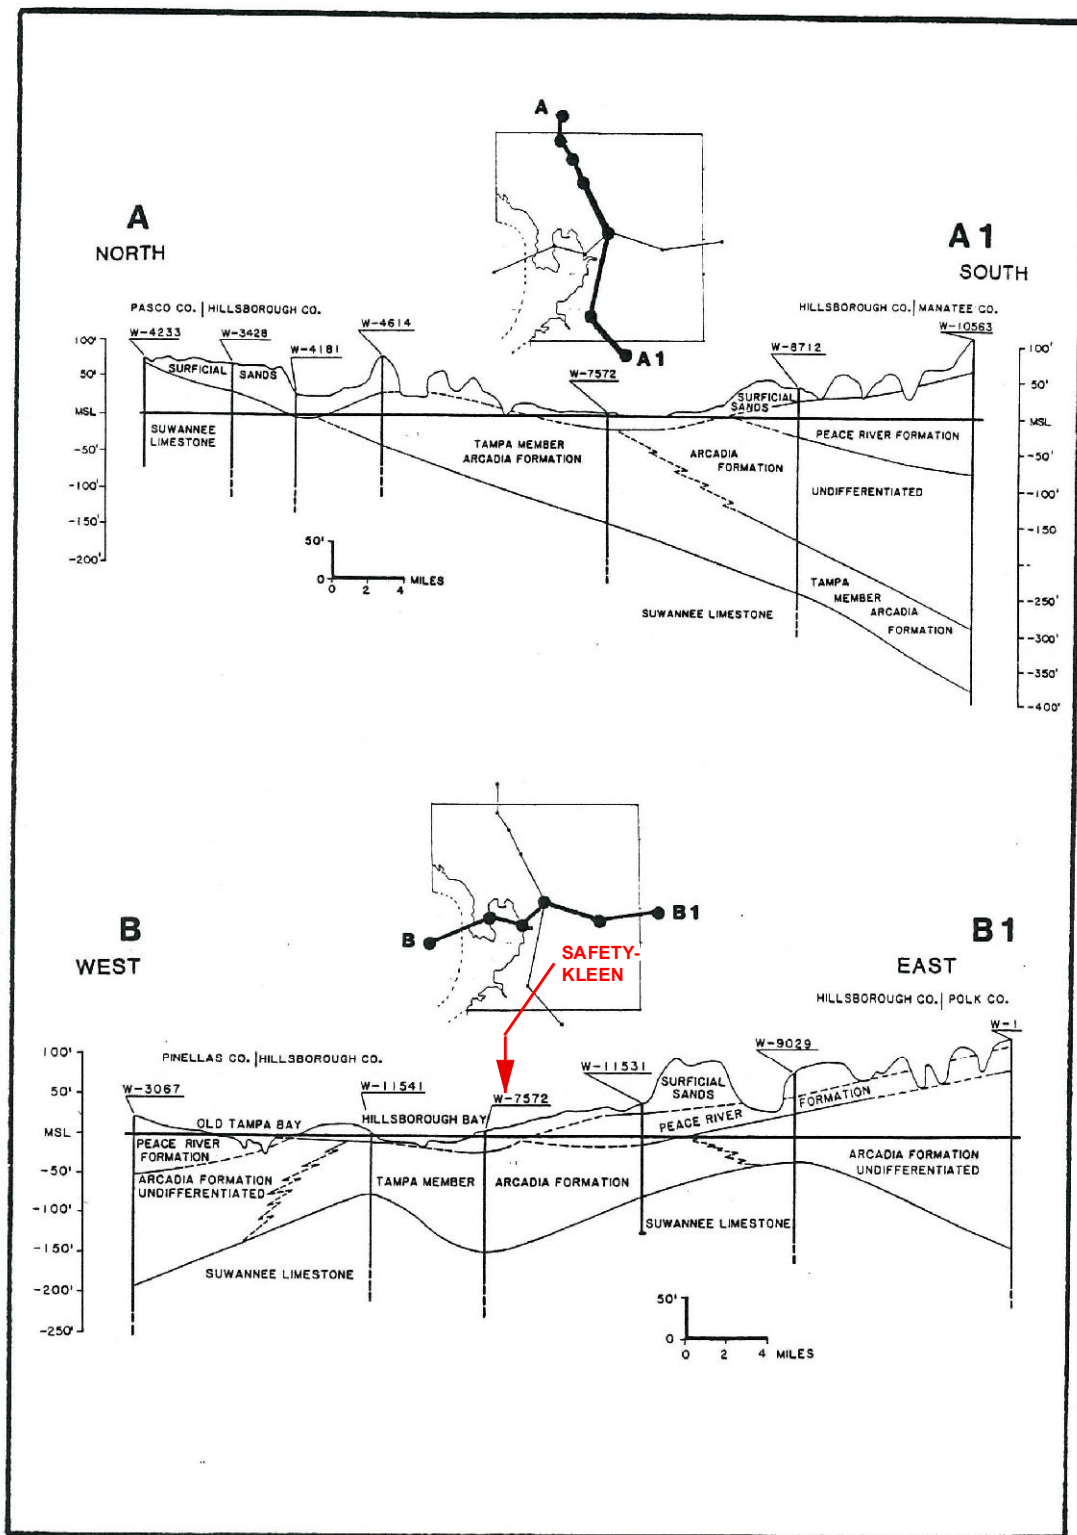 A
A
NORTH
A1
SOUTH
A1
PASCO CO. | HILLSBOROUGH CO.
HILLSBOROUGH CO. | MANATEE CO.
W-4233
W-3428
W-4181
W-4614
W-7572
W-8712
W-10563
100'
50'
MSL
-50'
-100'
-150'
-200'
100'
50'
MSL
-50'
-100'
-150
--
-250'
-300'
-350'
-400'
SURFICIAL SANDS
SURFICIAL
SANDS
SUWANNEE
LIMESTONE
TAMPA MEMBER
ARCADIA FORMATION
ARCADIA
FORMATION
PEACE RIVER FORMATION
UNDIFFERENTIATED
TAMPA
MEMBER
ARCADIA
FORMATION
SUWANNEE LIMESTONE
50'
0
0 2 4
MILES
B
B1
B
WEST
B1
EAST
SAFETY-
KLEEN
PINELLAS CO. | HILLSBOROUGH CO.
HILLSBOROUGH CO. | POLK CO.
W-3067
W-11541
W-7572
W-11531
W-9029
W-1
100'
50'
MSL
-50'
-100'
-150'
-200'
-250'
OLD TAMPA BAY
HILLSBOROUGH BAY
SURFICIAL
SANDS
PEACE RIVER
FORMATION
PEACE RIVER FORMATION
ARCADIA FORMATION
UNDIFFERENTIATED
TAMPA MEMBER
ARCADIA FORMATION
ARCADIA FORMATION
UNDIFFERENTIATED
SUWANNEE LIMESTONE
SUWANNEE LIMESTONE
50'
0
0 2 4
MILES